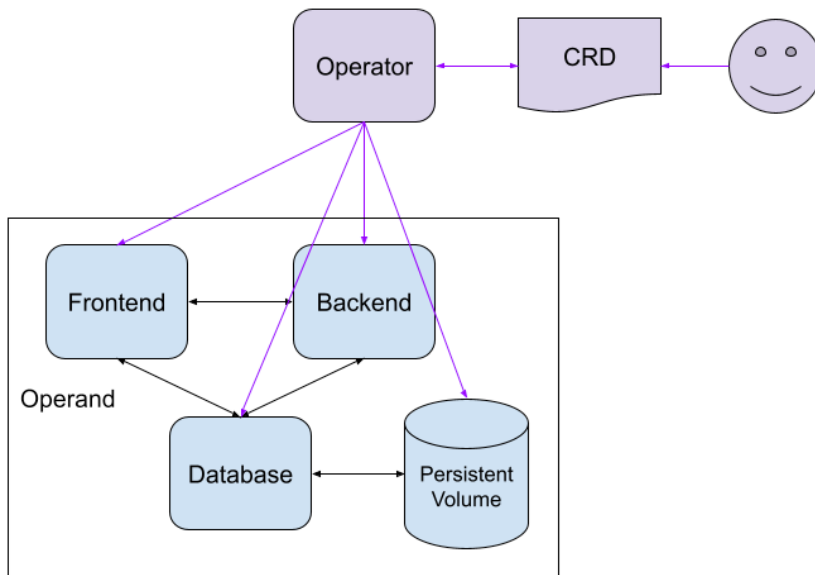 Operator
CRD
Frontend
Backend
Operand
Database
Persistent
Volume